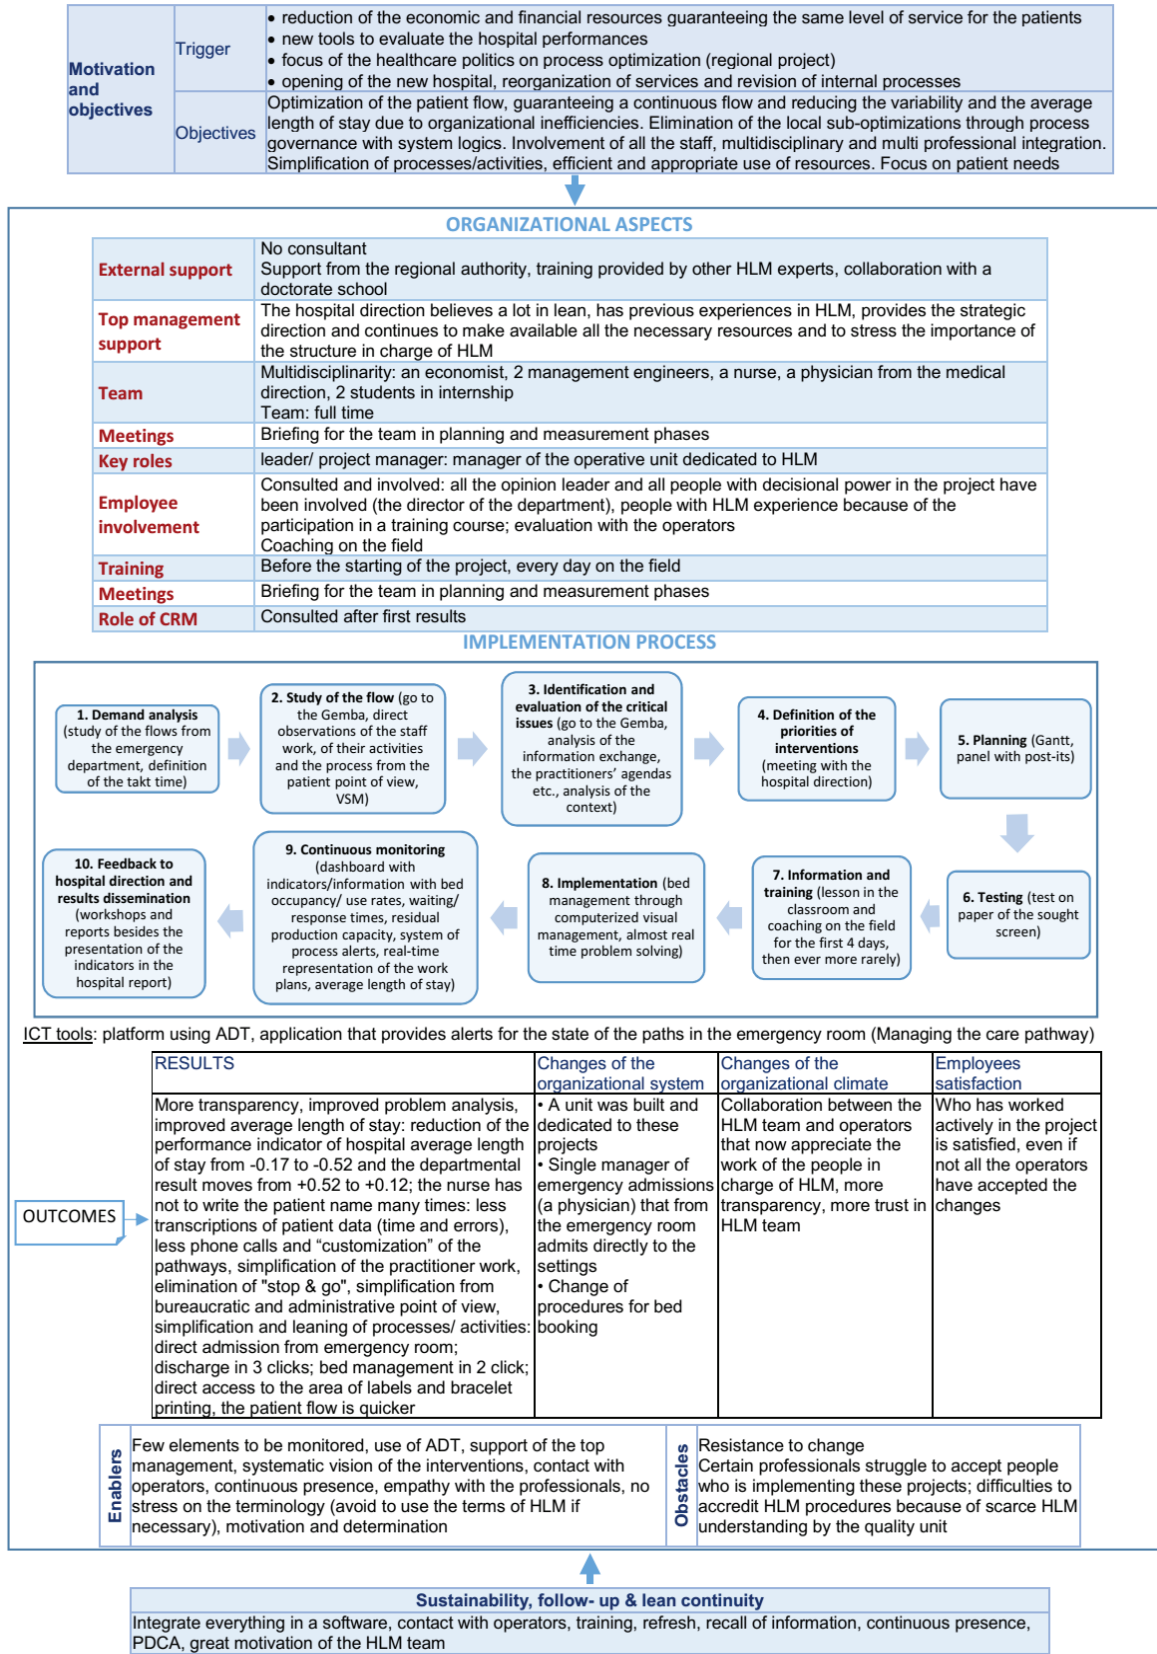 Motivation
and
objectives
Trigger
• reduction of the economic and financial resources guaranteeing the same level of service for the patients
• new tools to evaluate the hospital performances
• focus of the healthcare politics on process optimization (regional project)
• opening of the new hospital, reorganization of services and revision of internal processes
Objectives
Optimization of the patient flow, guaranteeing a continuous flow and reducing the variability and the average
length of stay due to organizational inefficiencies. Elimination of the local sub-optimizations through process
governance with system logics. Involvement of all the staff, multidisciplinary and multi professional integration.
Simplification of processes/activities, efficient and appropriate use of resources. Focus on patient needs
ORGANIZATIONAL ASPECTS
External support
No consultant
Support from the regional authority, training provided by other HLM experts, collaboration with a
doctorate school
Top management
support
The hospital direction believes a lot in lean, has previous experiences in HLM, provides the strategic
direction and continues to make available all the necessary resources and to stress the importance of
the structure in charge of HLM
Team
Multidisciplinarity: an economist, 2 management engineers, a nurse, a physician from the medical
direction, 2 students in internship
Team: full time
Meetings
Briefing for the team in planning and measurement phases
Key roles
leader/ project manager: manager of the operative unit dedicated to HLM
Employee
involvement
Consulted and involved: all the opinion leader and all people with decisional power in the project have
been involved (the director of the department), people with HLM experience because of the
participation in a training course; evaluation with the operators
Coaching on the field
Training
Before the starting of the project, every day on the field
Meetings
Briefing for the team in planning and measurement phases
Role of CRM
Consulted after first results
IMPLEMENTATION PROCESS
1. Demand analysis
(study of the flows from
the emergency
department, definition
of the takt time)
2. Study of the flow (go to
the Gemba, direct
observations of the staff
work, of their activities
and the process from the
patient point of view,
VSM)
3. Identification and
evaluation of the critical
issues (go to the Gemba,
analysis of the
information exchange,
the practitioners' agendas
etc., analysis of the
context)
4. Definition of the
priorities of
interventions
(meeting with the
hospital direction)
5. Planning (Gantt,
panel with post-its)
6. Testing (test on
paper of the sought
screen)
7. Information and
training (lesson in the
classroom and
coaching on the field
for the first 4 days,
then ever more rarely)
8. Implementation (bed
management through
computerized visual
management, almost real
time problem solving)
9. Continuous monitoring
(dashboard with
indicators/information with bed
occupancy/ use rates, waiting/
response times, residual
production capacity, system of
process alerts, real-time
representation of the work
plans, average length of stay)
10. Feedback to
hospital direction and
results dissemination
(workshops and
reports besides the
presentation of the
indicators in the
hospital report)
ICT tools: platform using ADT, application that provides alerts for the state of the paths in the emergency room (Managing the care pathway)
OUTCOMES
RESULTS
More transparency, improved problem analysis,
improved average length of stay: reduction of the
performance indicator of hospital average length
of stay from -0.17 to -0.52 and the departmental
result moves from +0.52 to +0.12; the nurse has
not to write the patient name many times: less
transcriptions of patient data (time and errors),
less phone calls and "customization" of the
pathways, simplification of the practitioner work,
elimination of "stop & go", simplification from
bureaucratic and administrative point of view,
simplification and leaning of processes/ activities:
direct admission from emergency room;
discharge in 3 clicks; bed management in 2 click;
direct access to the area of labels and bracelet
printing, the patient flow is quicker
Changes of the
organizational system
• A unit was built and
dedicated to these
projects
• Single manager of
emergency admissions
(a physician) that from
the emergency room
admits directly to the
settings
• Change of
procedures for bed
booking
Changes of the
organizational climate
Collaboration between the
HLM team and operators
that now appreciate the
work of the people in
charge of HLM, more
transparency, more trust in
HLM team
Employees
satisfaction
Who has worked
actively in the project
is satisfied, even if
not all the operators
have accepted the
changes
Enablers
Few elements to be monitored, use of ADT, support of the top
management, systematic vision of the interventions, contact with
operators, continuous presence, empathy with the professionals, no
stress on the terminology (avoid to use the terms of HLM if
necessary), motivation and determination
Obstacles
Resistance to change
Certain professionals struggle to accept people
who is implementing these projects; difficulties to
accredit HLM procedures because of scarce HLM
understanding by the quality unit
Sustainability, follow- up & lean continuity
Integrate everything in a software, contact with operators, training, refresh, recall of information, continuous presence,
PDCA, great motivation of the HLM team